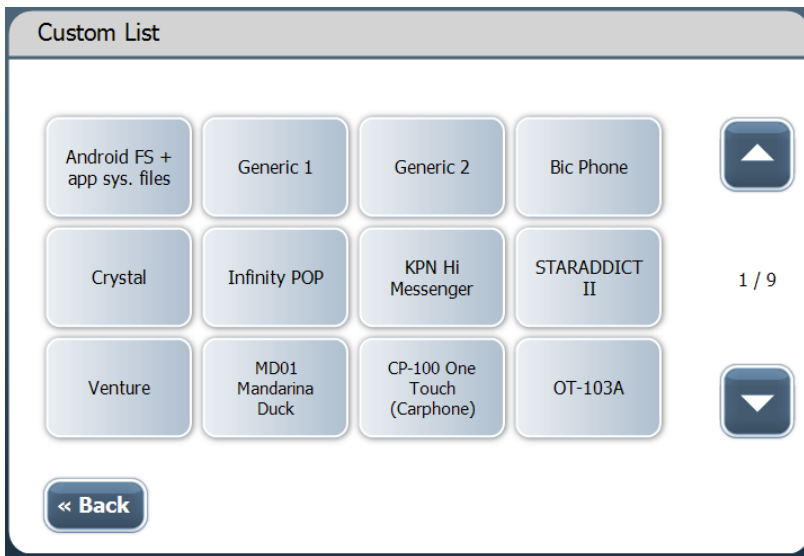 Custom List
Android FS +
app sys. files
Generic 1
Generic 2
Bic Phone
Crystal
Infinity POP
KPN Hi
Messenger
STARADDICT
II
1 / 9
Venture
MD01
Mandarina
Duck
CP-100 One
Touch
(Carphone)
OT-103A
« Back